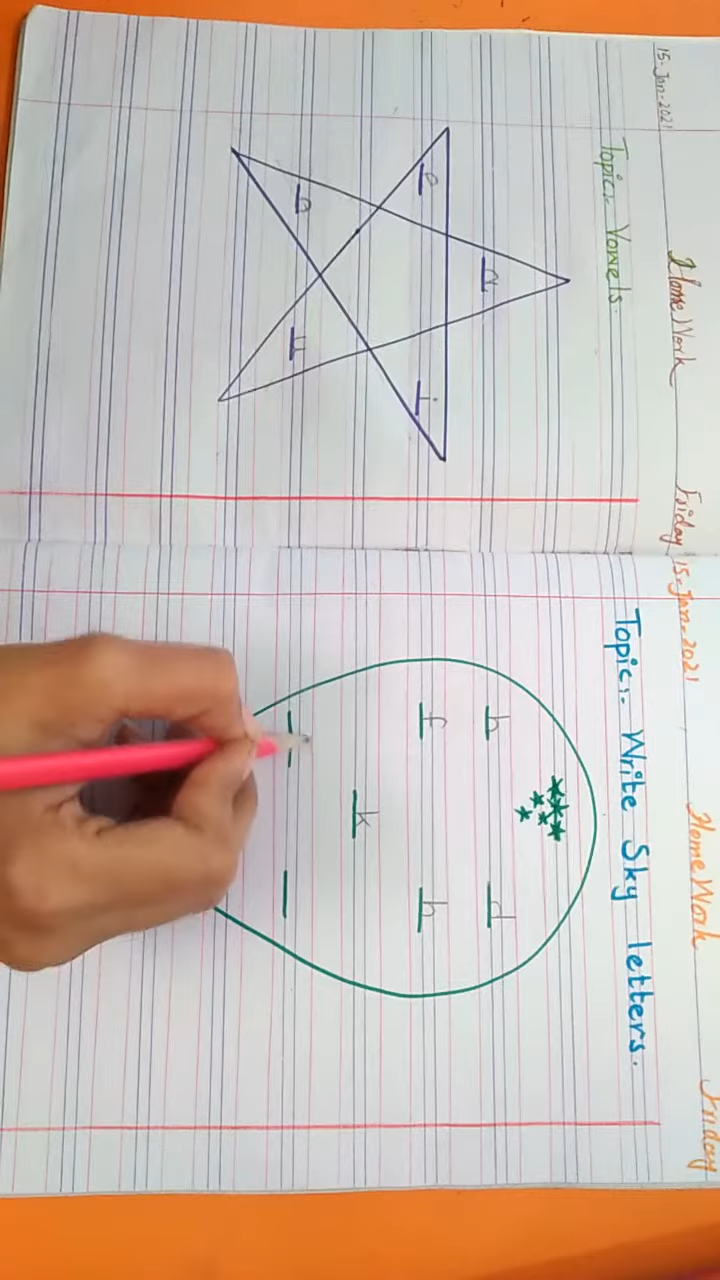 15-Jan-2021 Home Work Friday
Topic:- Vowels.
a
e i
o u
15-Jan-2021 Home Work Friday
Topic:- Write Sky letters.
b d
f h
k